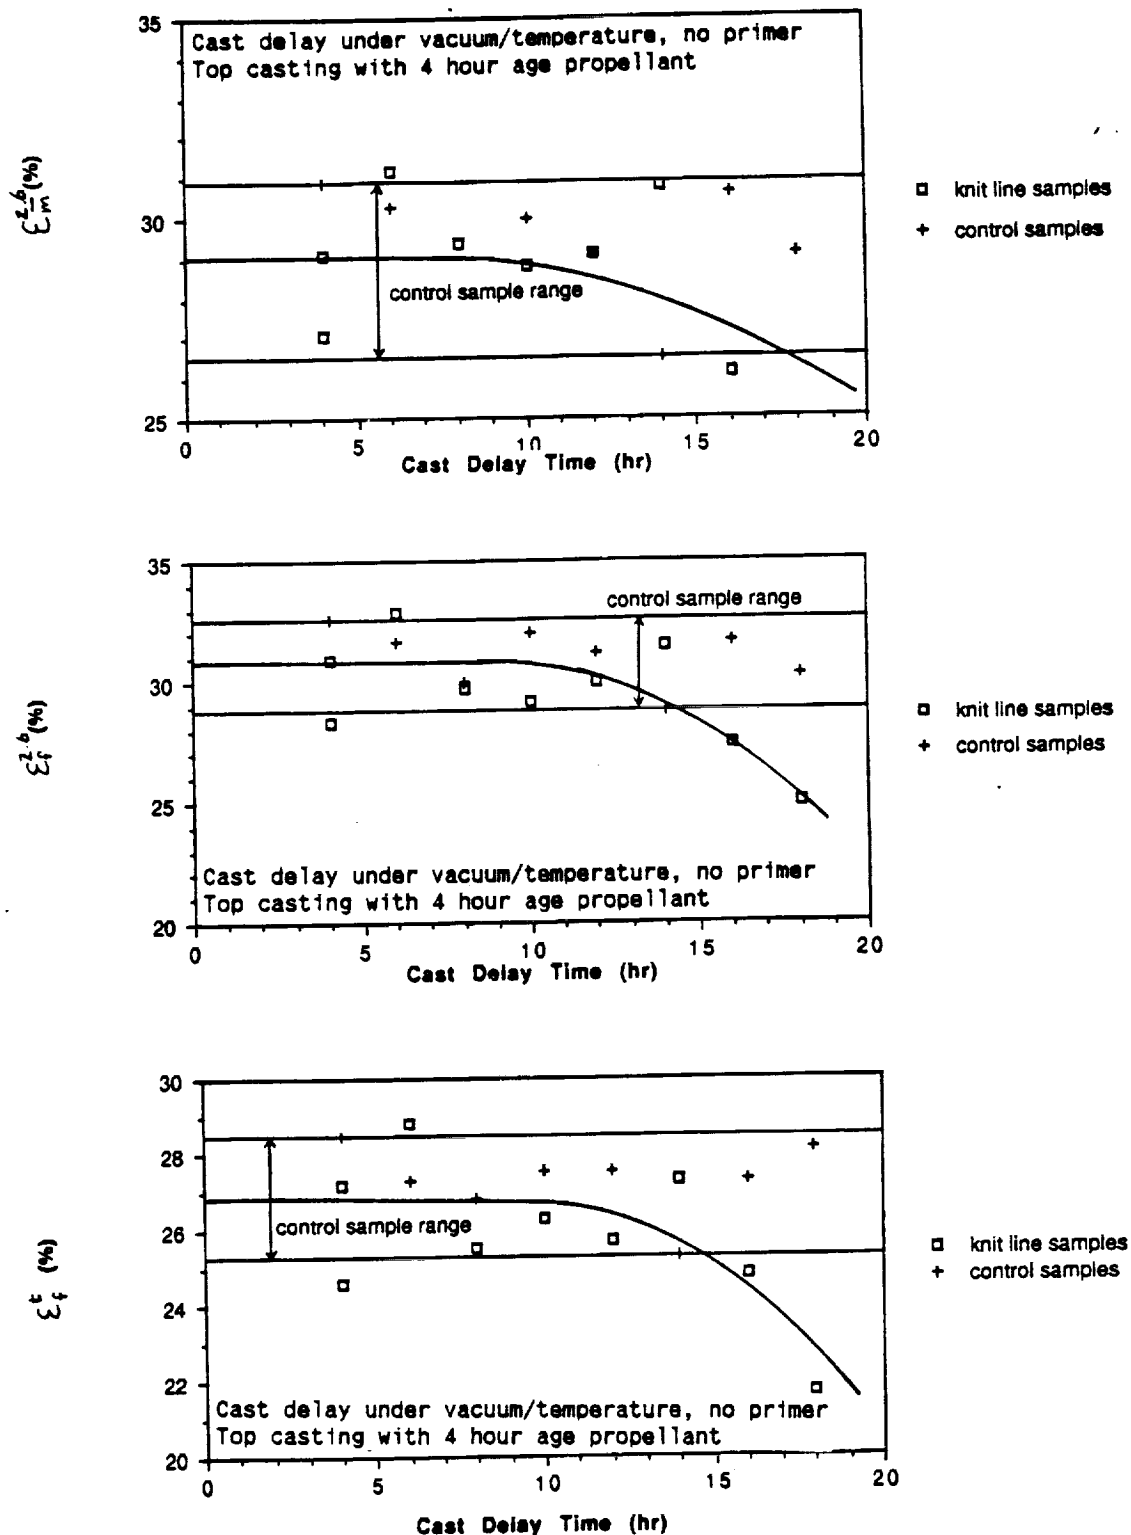 35
Cast delay under vacuum/temperature, no primer
Top casting with 4 hour age propellant
knit line samples
control samples
30
control sample range
25
0 5 10 15 20
Cast Delay Time (hr)
(%)
35
control sample range
30
knit line samples
control samples
25
Cast delay under vacuum/temperature, no primer
Top casting with 4 hour age propellant
20
0 5 10 15 20
Cast Delay Time (hr)
(%)
30
28
control sample range
26
knit line samples
control samples
24
22
Cast delay under vacuum/temperature, no primer
Top casting with 4 hour age propellant
20
0 5 10 15 20
Cast Delay Time (hr)
(%)